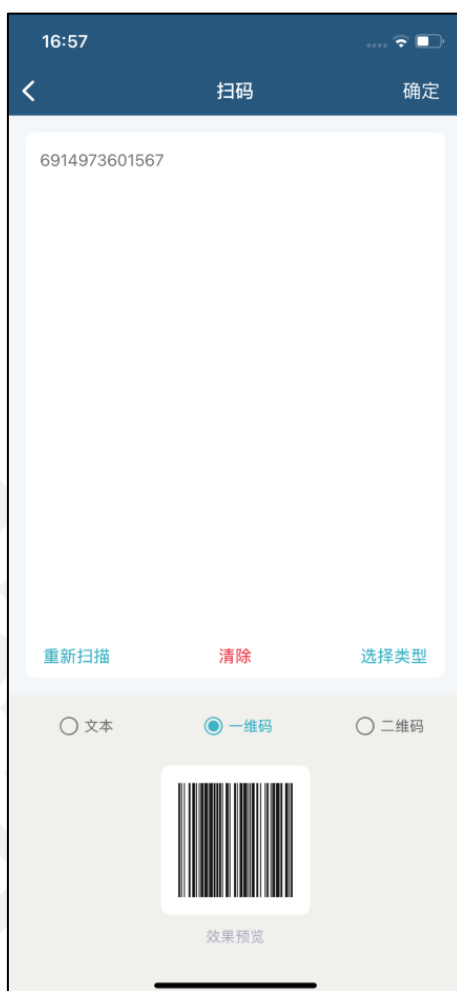 16:57
扫码 确定
6914973601567
重新扫描 清除 选择类型
文本 一维码 二维码
效果预览